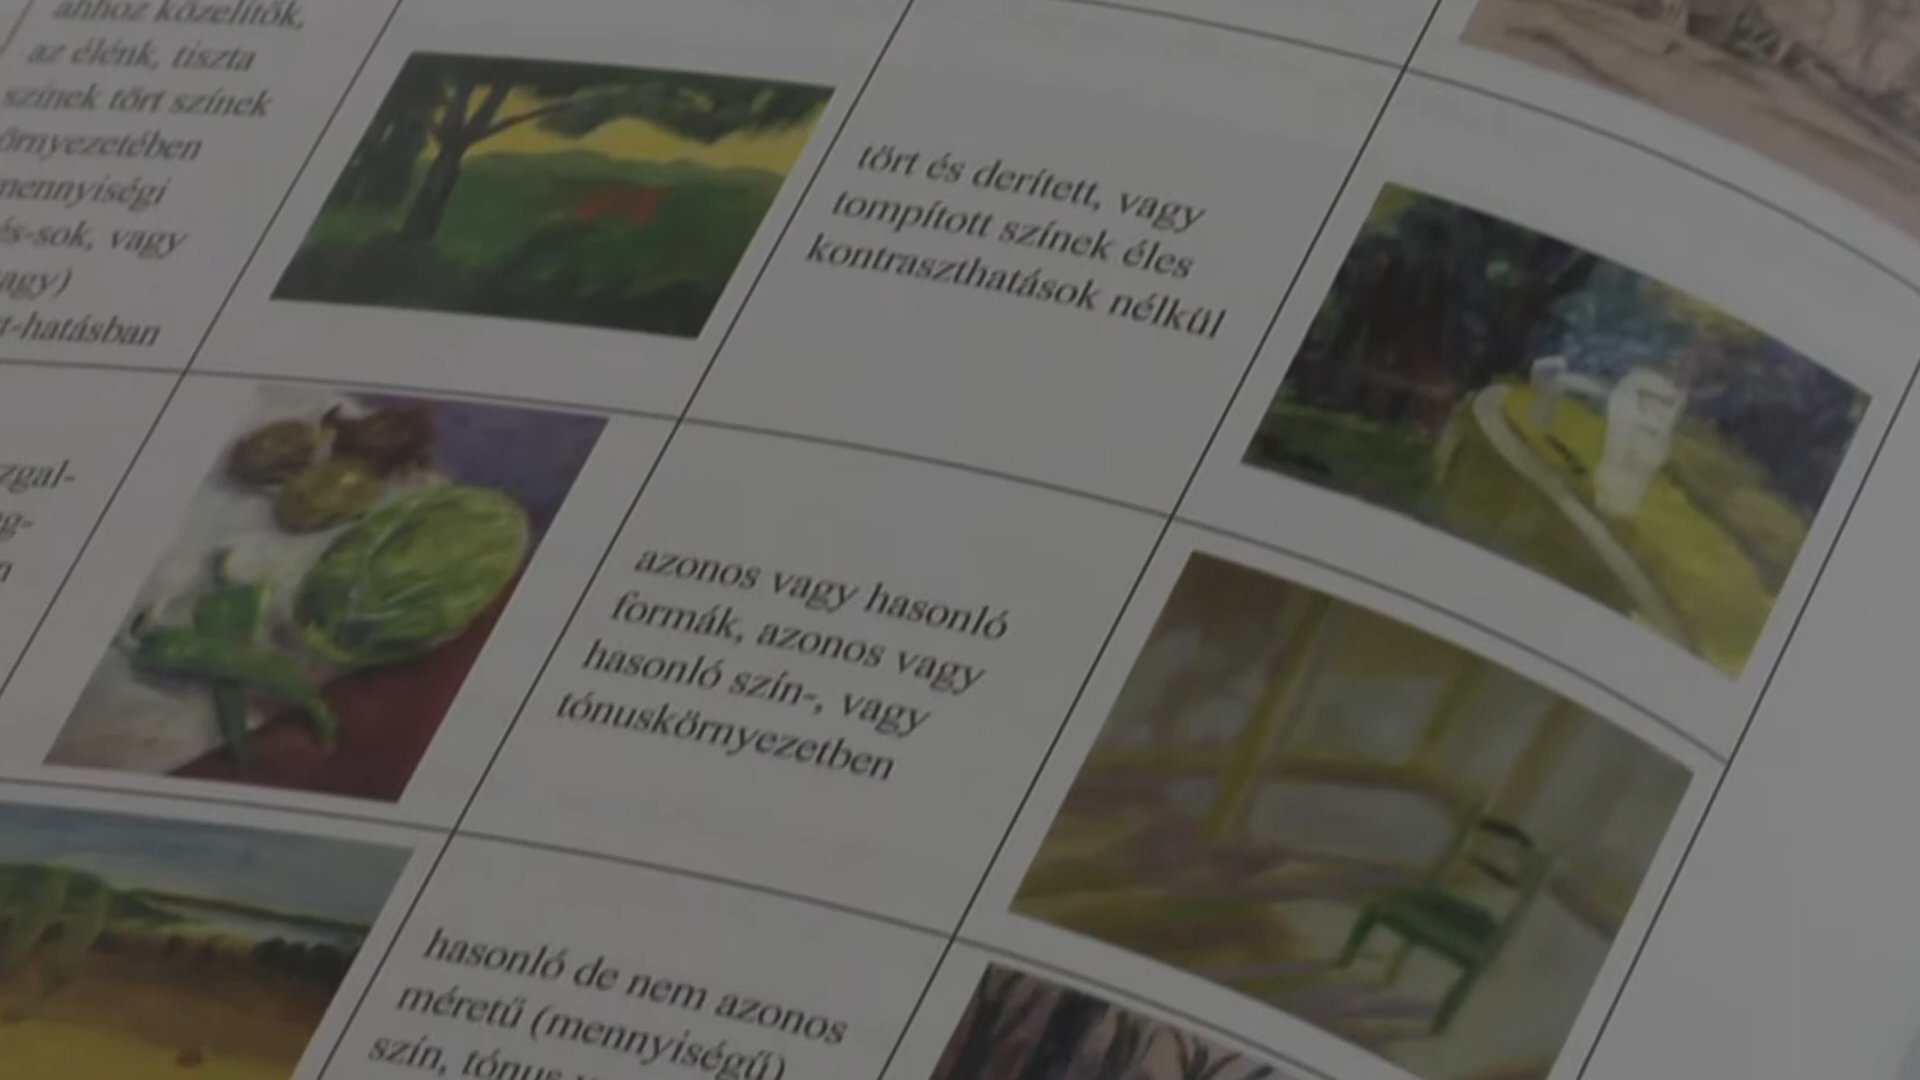 ahhoz közelítők,
az élénk, tiszta
színek tört színek
örnyezetében
mennyiségi
és-sok, vagy
agy)
t-hatásban
tört és derített, vagy
tompított színek éles
kontraszthatások nélkül
zgal-
g-
n
azonos vagy hasonló
formák, azonos vagy
hasonló szín-, vagy
tónuskörnyezetben
hasonló de nem azonos
méretű (mennyiségű)
szín, tónus